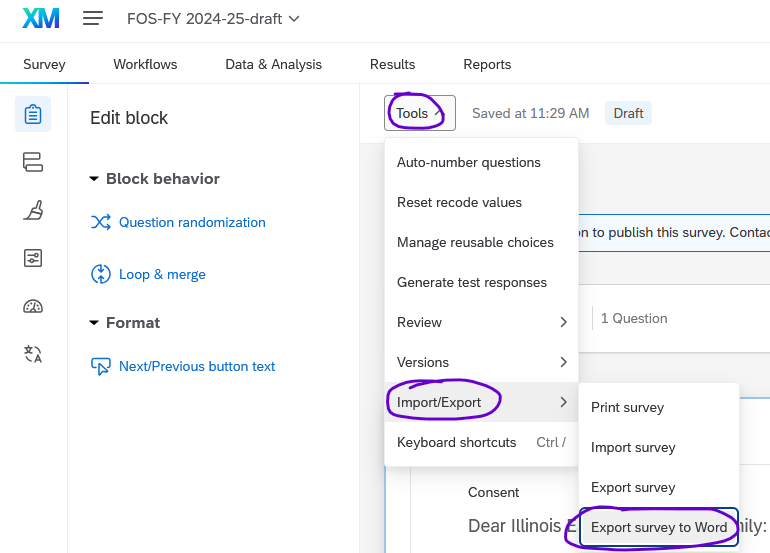 XM
FOS-FY 2024-25-draft
Survey
Workflows
Data & Analysis
Results
Reports
Edit block
Tools
Saved at 11:29 AM
Draft
Block behavior
Question randomization
Loop & merge
Format
Next/Previous button text
Auto-number questions
Reset recode values
Manage reusable choices
Generate test responses
Review
Versions
Import/Export
Keyboard shortcuts Ctrl /
Print survey
Import survey
Export survey
Export survey to Word
to publish this survey. Contac
1 Question
Consent
Dear Illinois E